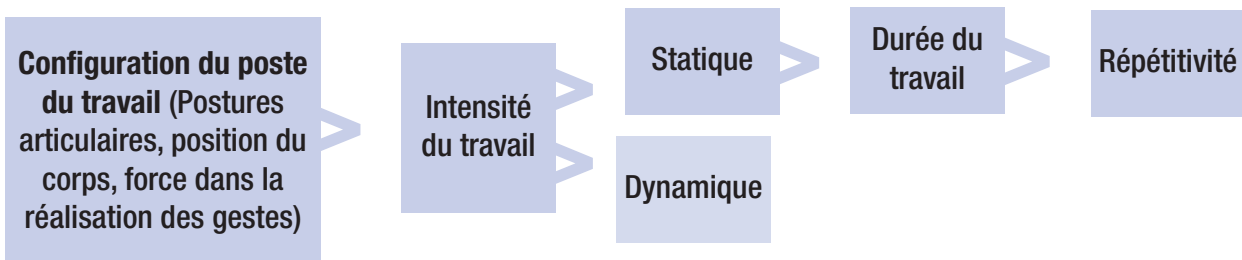 Configuration du poste
du travail (Postures
articulaires, position du
corps, force dans la
réalisation des gestes)
Intensité
du travail
Statique
Dynamique
Durée du
travail
Répétitivité